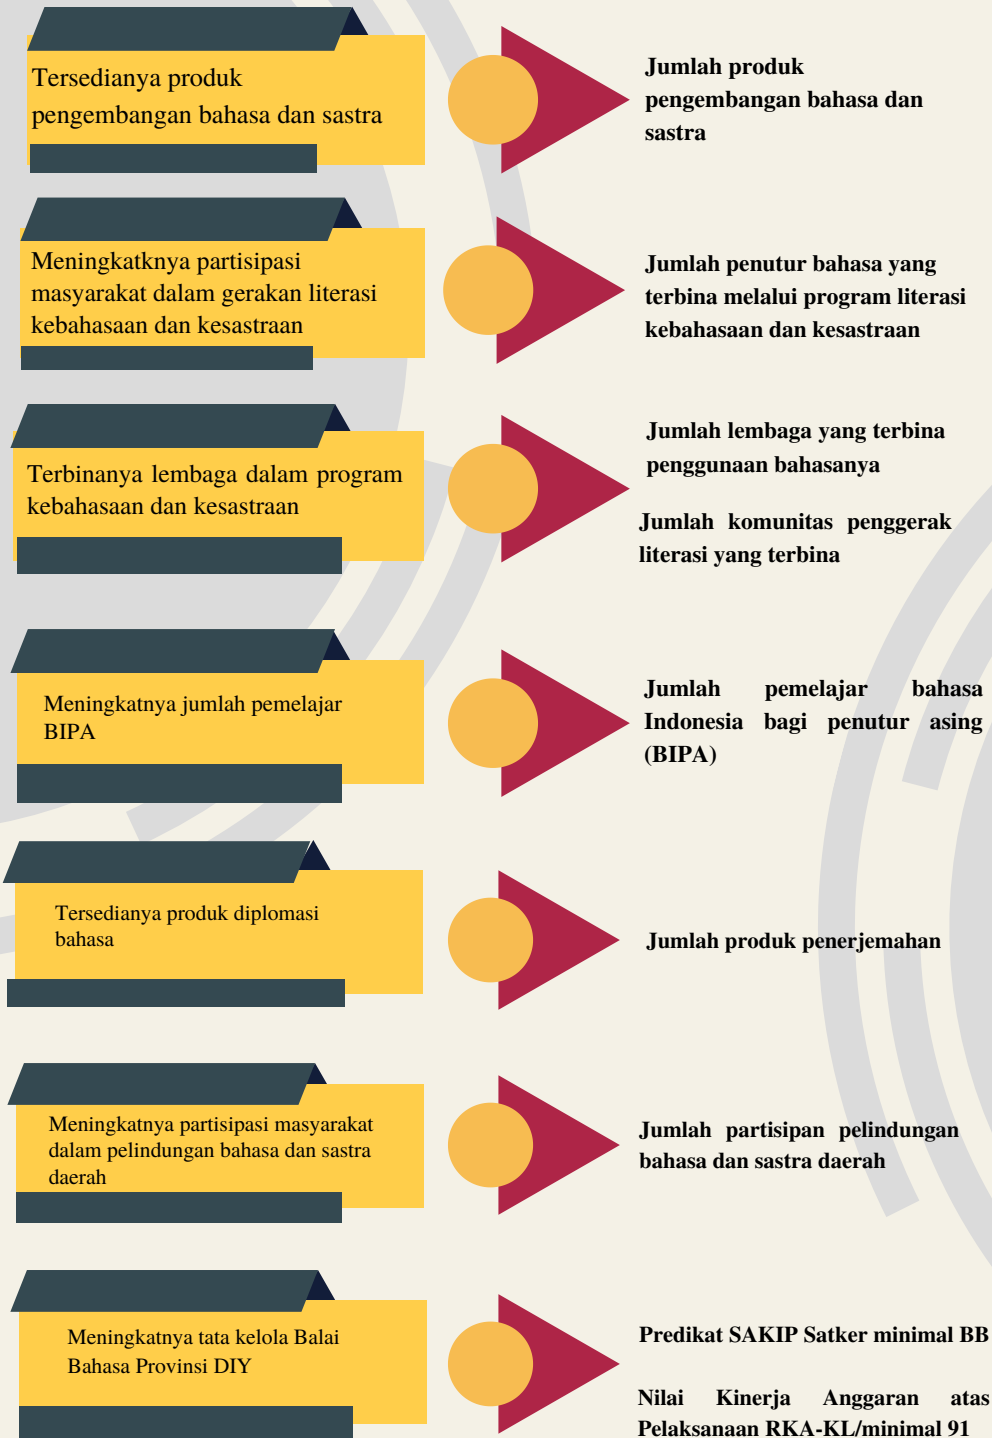 Tersedianya produk
pengembangan bahasa dan sastra
Jumlah produk
pengembangan bahasa dan
sastra
Meningkatknya partisipasi
masyarakat dalam gerakan literasi
kebahasaan dan kesastraan
Jumlah penutur bahasa yang
terbina melalui program literasi
kebahasaan dan kesastraan
Terbinanya lembaga dalam program
kebahasaan dan kesastraan
Jumlah lembaga yang terbina
penggunaan bahasanya
Jumlah komunitas penggerak
literasi yang terbina
Meningkatnya jumlah pemelajar
BIPA
Jumlah pemelajar bahasa
Indonesia bagi penutur asing
(BIPA)
Tersedianya produk diplomasi
bahasa
Jumlah produk penerjemahan
Meningkatnya partisipasi masyarakat
dalam pelindungan bahasa dan sastra
daerah
Jumlah partisipan pelindungan
bahasa dan sastra daerah
Meningkatnya tata kelola Balai
Bahasa Provinsi DIY
Predikat SAKIP Satker minimal BB
Nilai Kinerja Anggaran atas
Pelaksanaan RKA-KL/minimal 91